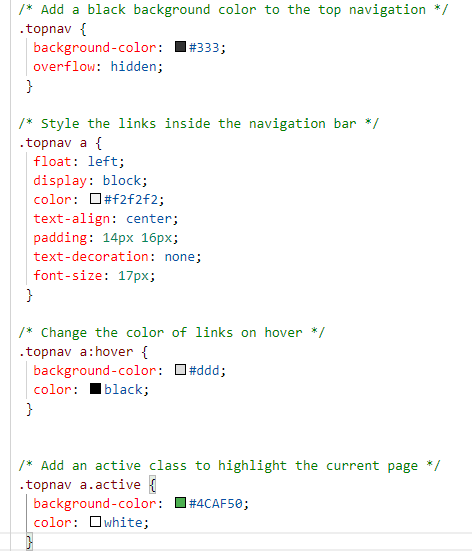 /* Add a black background color to the top navigation */
.topnav {
background-color: #333;
overflow: hidden;
}
/* Style the links inside the navigation bar */
.topnav a {
float: left;
display: block;
color: #f2f2f2;
text-align: center;
padding: 14px 16px;
text-decoration: none;
font-size: 17px;
}
/* Change the color of links on hover */
.topnav a:hover {
background-color: #ddd;
color: black;
}
/* Add an active class to highlight the current page */
.topnav a.active {
background-color: #4CAF50;
color: white;
}